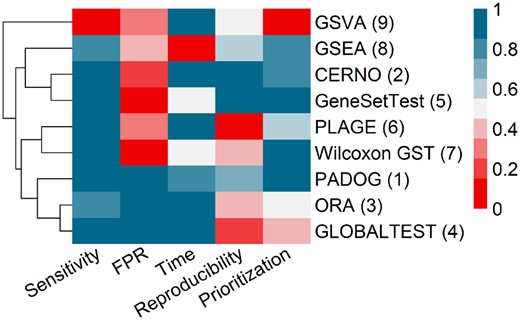 GSVA (9)
GSEA (8)
CERNO (2)
GeneSetTest (5)
PLAGE (6)
Wilcoxon GST (7)
PADOG (1)
ORA (3)
GLOBALTEST (4)
1
0.8
0.6
0.4
0.2
0
Sensitivity
FPR
Time
Reproducibility
Prioritization